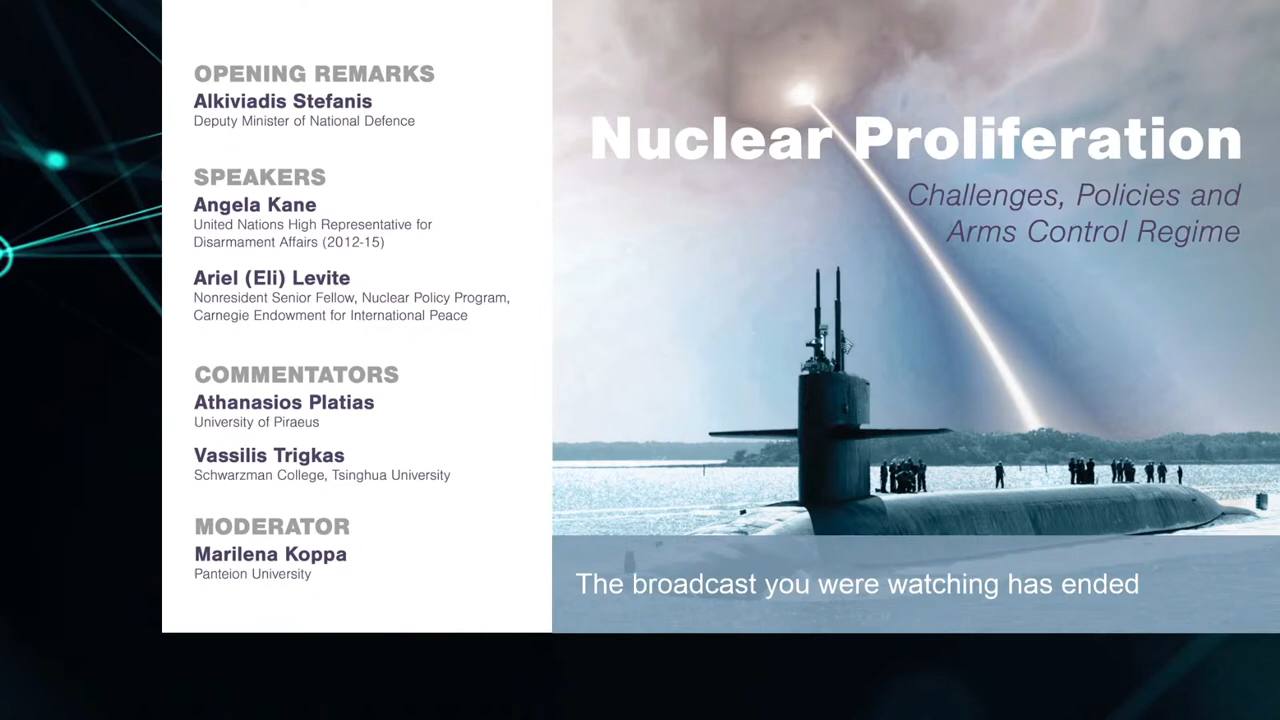 OPENING REMARKS
Alkiviadis Stefanis
Deputy Minister of National Defence
SPEAKERS
Angela Kane
United Nations High Representative for
Disarmament Affairs (2012-15)
Ariel (Eli) Levite
Nonresident Senior Fellow, Nuclear Policy Program,
Carnegie Endowment for International Peace
COMMENTATORS
Athanasios Platias
University of Piraeus
Vassilis Trigkas
Schwarzman College, Tsinghua University
MODERATOR
Marilena Koppa
Panteion University
Nuclear Proliferation
Challenges, Policies and
Arms Control Regime
The broadcast you were watching has ended